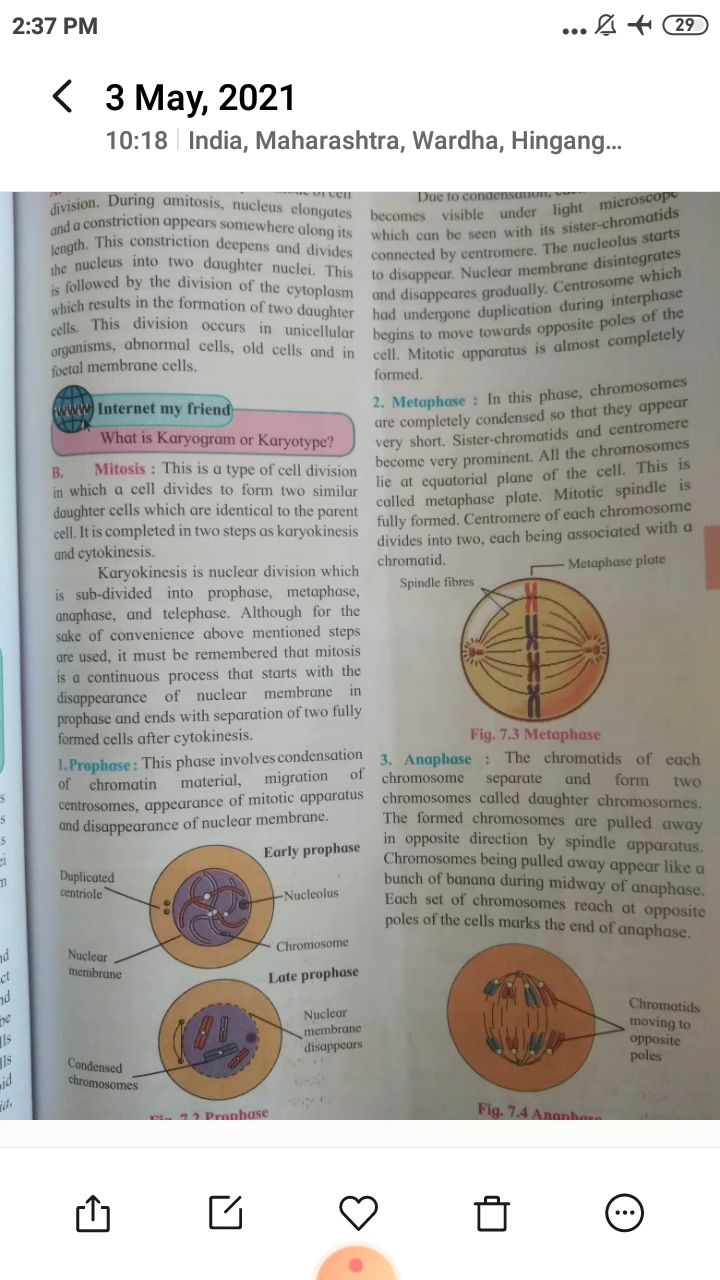 2:37 PM
29
3 May, 2021
10:18 India, Maharashtra, Wardha, Hingang...
division. During amitosis, nucleus elongates
and a constriction appears somewhere along its
length. This constriction deepens and divides
the nucleus into two daughter nuclei. This
is followed by the division of the cytoplasm
which results in the formation of two daughter
cells. This division occurs in unicellular
organisms, abnormal cells, old cells and in
foetal membrane cells.
www Internet my friend
What is Karyogram or Karyotype?
B. Mitosis : This is a type of cell division
in which a cell divides to form two similar
daughter cells which are identical to the parent
cell. It is completed in two steps as karyokinesis
and cytokinesis.
Karyokinesis is nuclear division which
is sub-divided into prophase, metaphase,
anaphase, and telephase. Although for the
sake of convenience above mentioned steps
are used, it must be remembered that mitosis
is a continuous process that starts with the
disappearance of nuclear membrane in
prophase and ends with separation of two fully
formed cells after cytokinesis.
1.Prophase : This phase involves condensation
of chromatin material, migration of
centrosomes, appearance of mitotic apparatus
and disappearance of nuclear membrane.
Early prophase
Duplicated
centriole
Nucleolus
Chromiosome
Nuclear
membrane
Late prophase
Nuclear
membrane
disappears
Condensed
chromosomes
Fig. 7.2 Prophase
Due to condensation,
becomes visible under light microscope
which can be seen with its sister-chromatids
connected by centromere. The nucleolus starts
to disappear. Nuclear membrane disintegrates
and disappeares gradually. Centrosome which
had undergone duplication during interphase
begins to move towards opposite poles of the
cell. Mitotic apparatus is almost completely
formed.
2. Metaphase : In this phase, chromosomes
are completely condensed so that they appear
very short. Sister-chromatids and centromere
become very prominent. All the chromosomes
lie at equatorial plane of the cell. This is
called metaphase plate. Mitotic spindle is
fully formed. Centromere of each chromosome
divides into two, each being associated with a
chromatid.
Metaphase plate
Spindle fibres
Fig. 7.3 Metaphase
3. Anaphase : The chromatids of each
chromosome separate and form two
chromosomes called daughter chromosomes.
The formed chromosomes are pulled away
in opposite direction by spindle apparatus.
Chromosomes being pulled away appear like a
bunch of banana during midway of anaphase.
Each set of chromosomes reach at opposite
poles of the cells marks the end of anaphase.
Chromatids
moving to
opposite
poles
Fig. 7.4 Anaphase